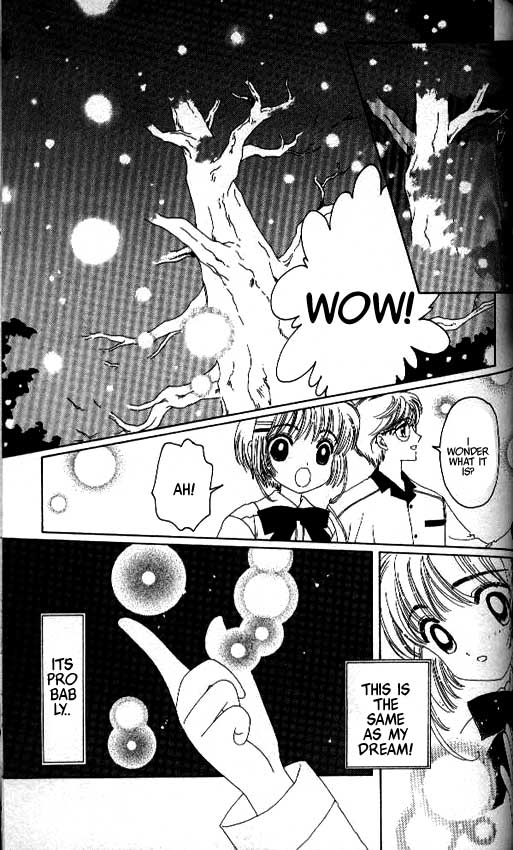 WOW!
I
WONDER
WHAT IT
IS?
AH!
THIS IS
THE
SAME
AS MY
DREAM!
ITS
PRO
BAB
LY..